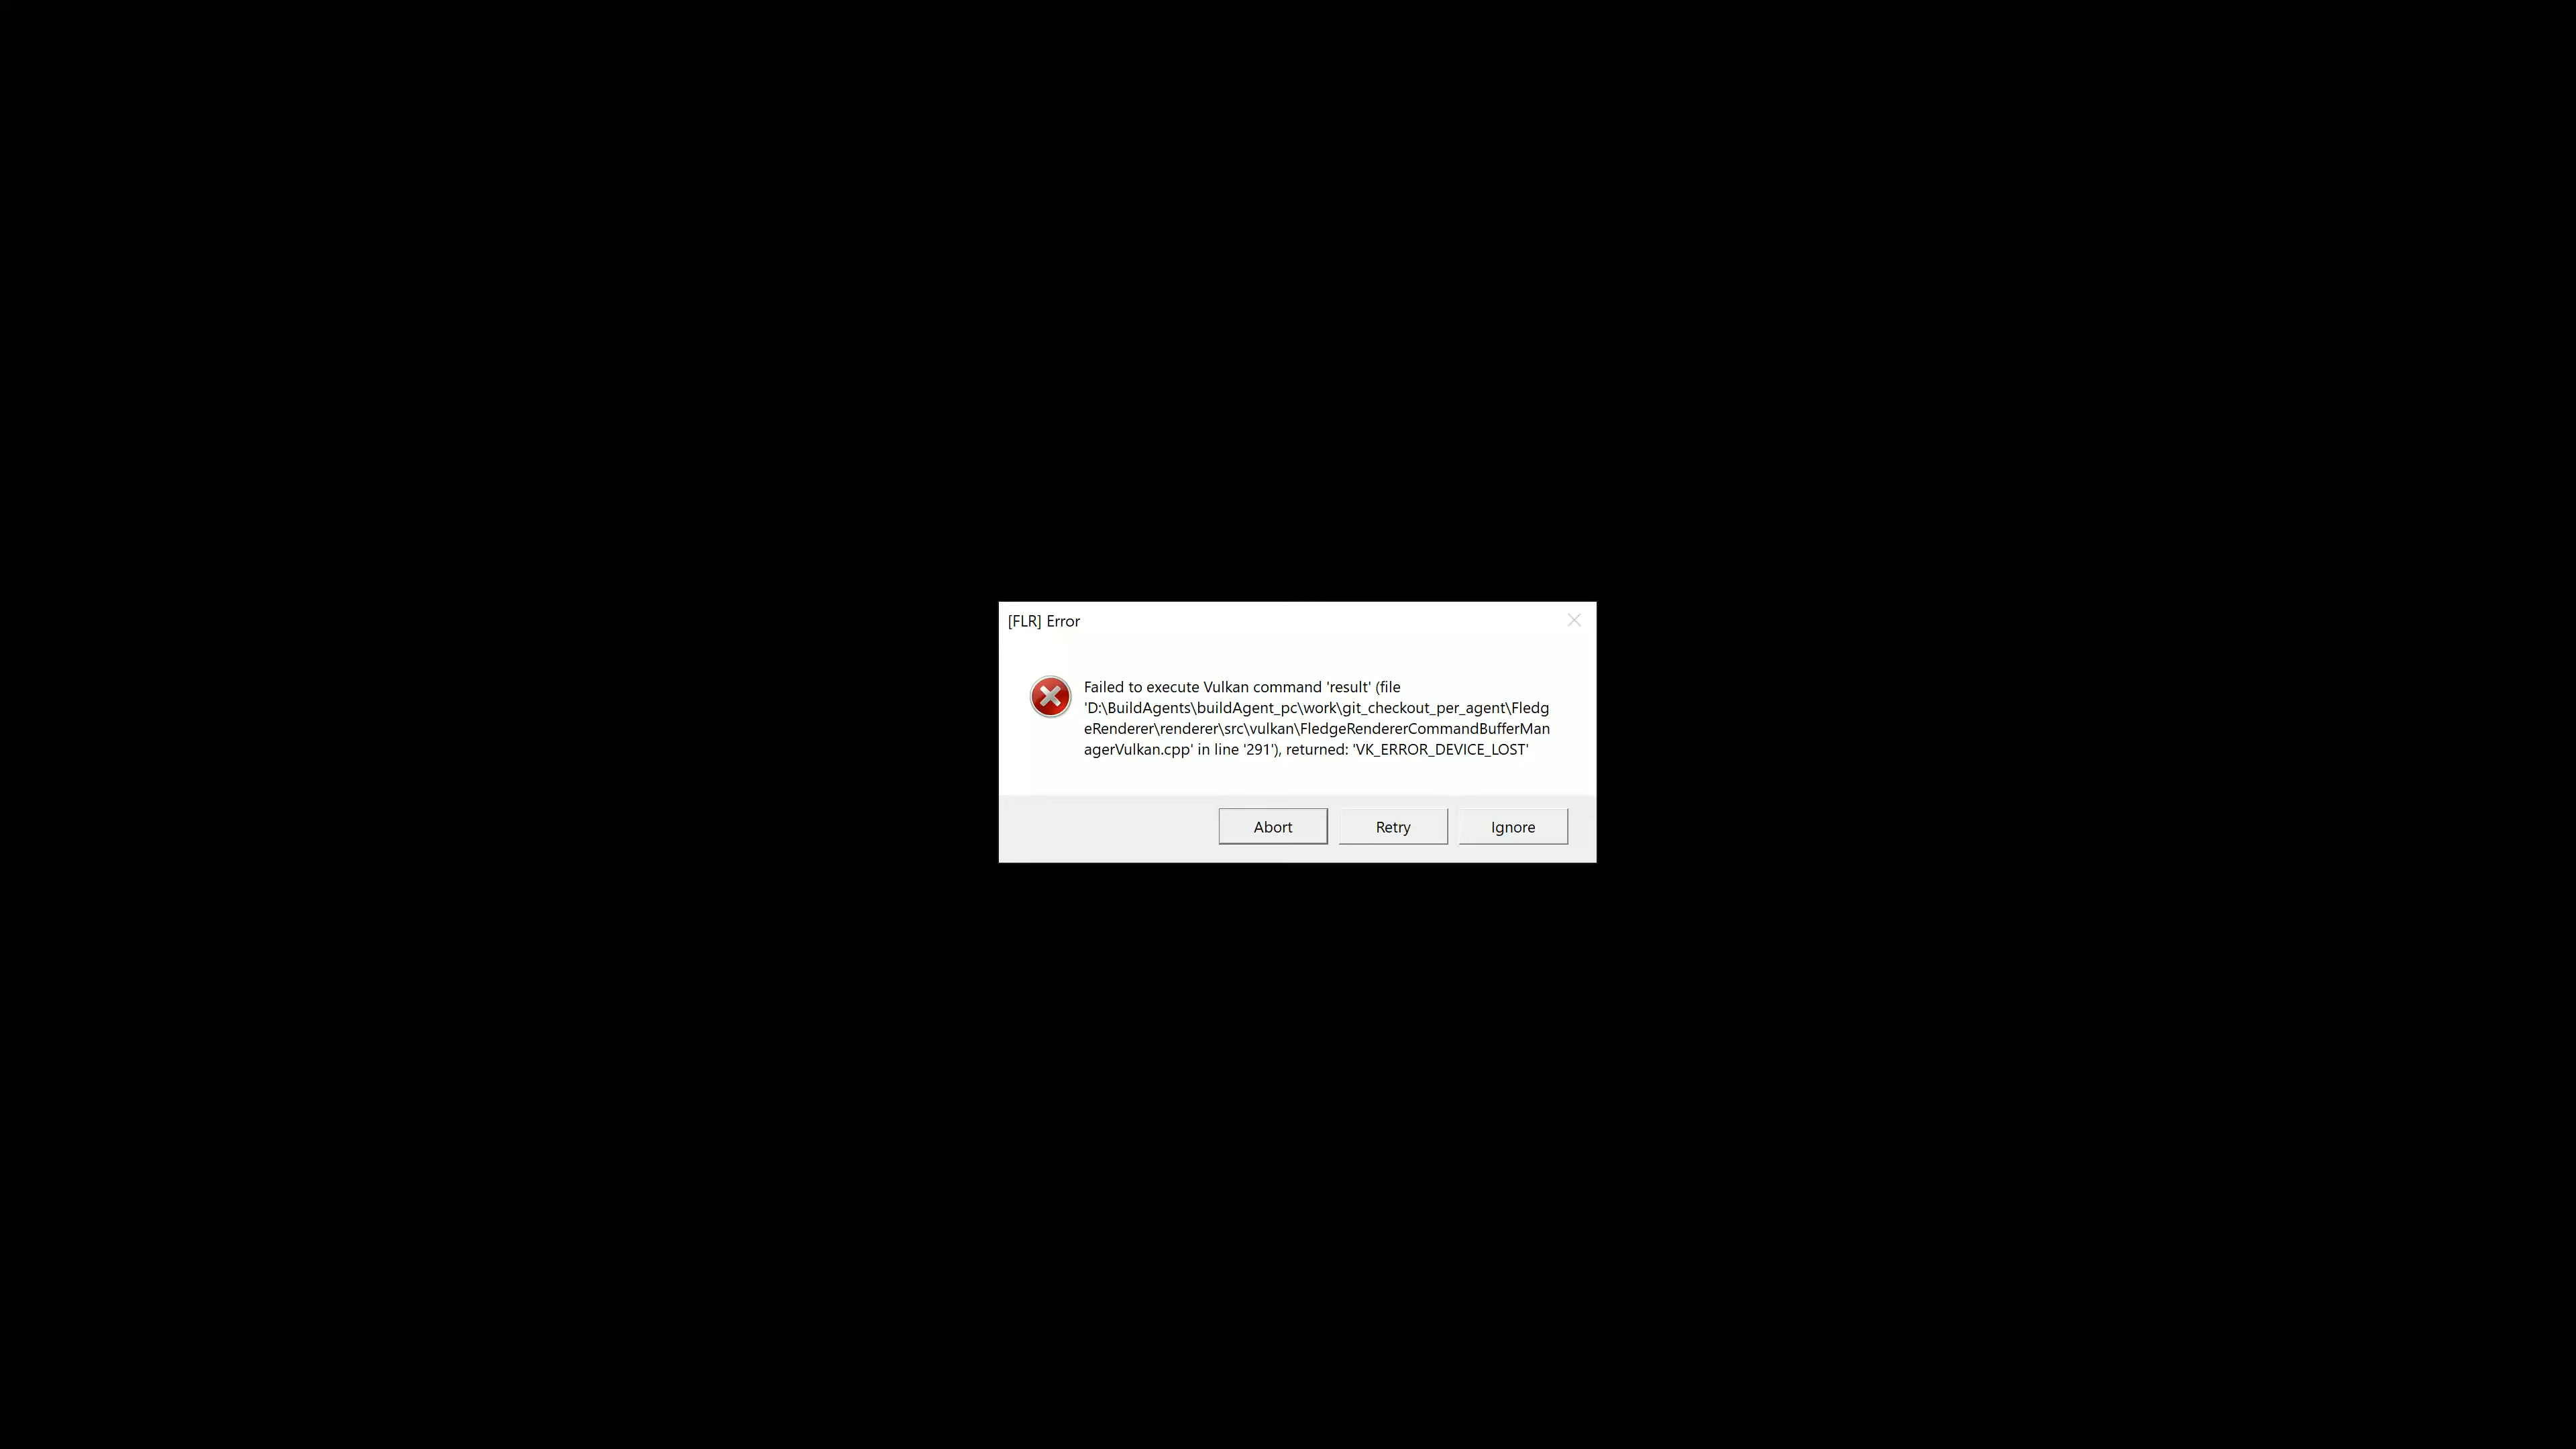 [FLR] Error
Failed to execute Vulkan command 'result' (file
'D:\BuildAgents\buildAgent_pc\work\git_checkout_per_agent\Fledg
eRenderer\renderer\src\vulkan\FledgeRendererCommandBufferMan
agerVulkan.cpp' in line '291'), returned: 'VK_ERROR_DEVICE_LOST'
Abort Retry Ignore